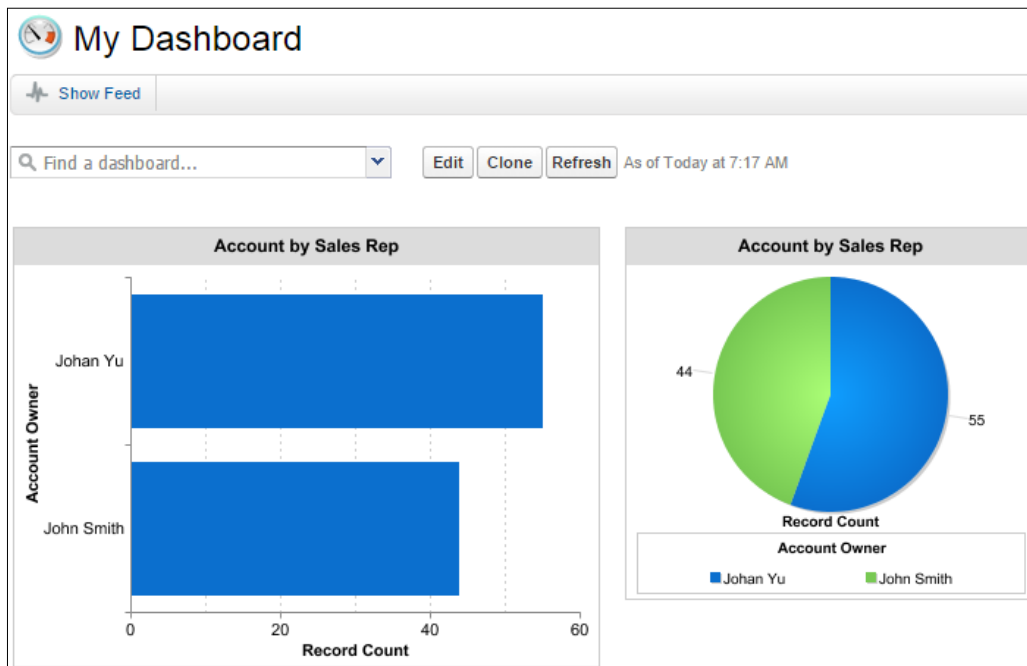 My Dashboard
Show Feed
Find a dashboard...
Edit Clone Refresh As of Today at 7:17 AM
Account by Sales Rep
Account Owner
Johan Yu
John Smith
0 20 40 60
Record Count
Account by Sales Rep
44
55
Record Count
Account Owner
Johan Yu John Smith